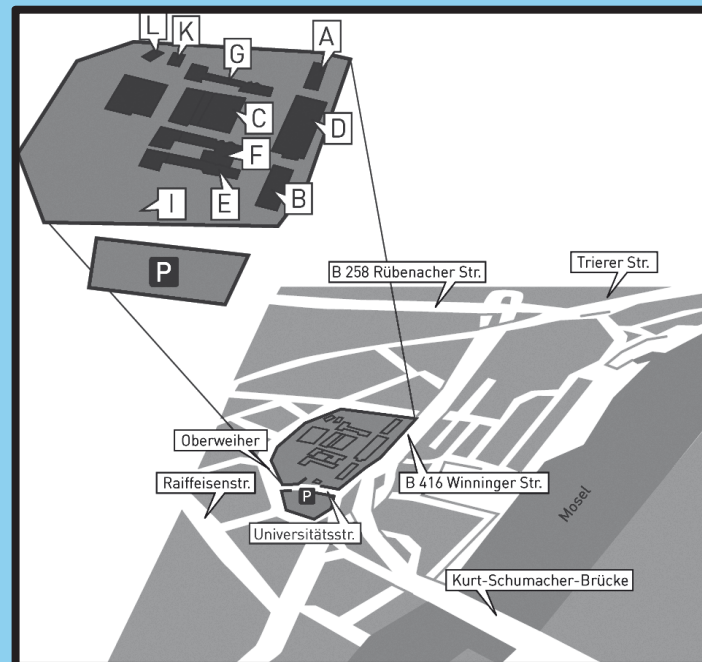 A
K
L
G
C
D
F
I
E
B
P
B 258 Rübenacher Str.
Trierer Str.
Oberweiher
Raiffeisenstr.
P
B 416 Winninger Str.
Mosel
Universitätsstr.
Kurt-Schumacher-Brücke